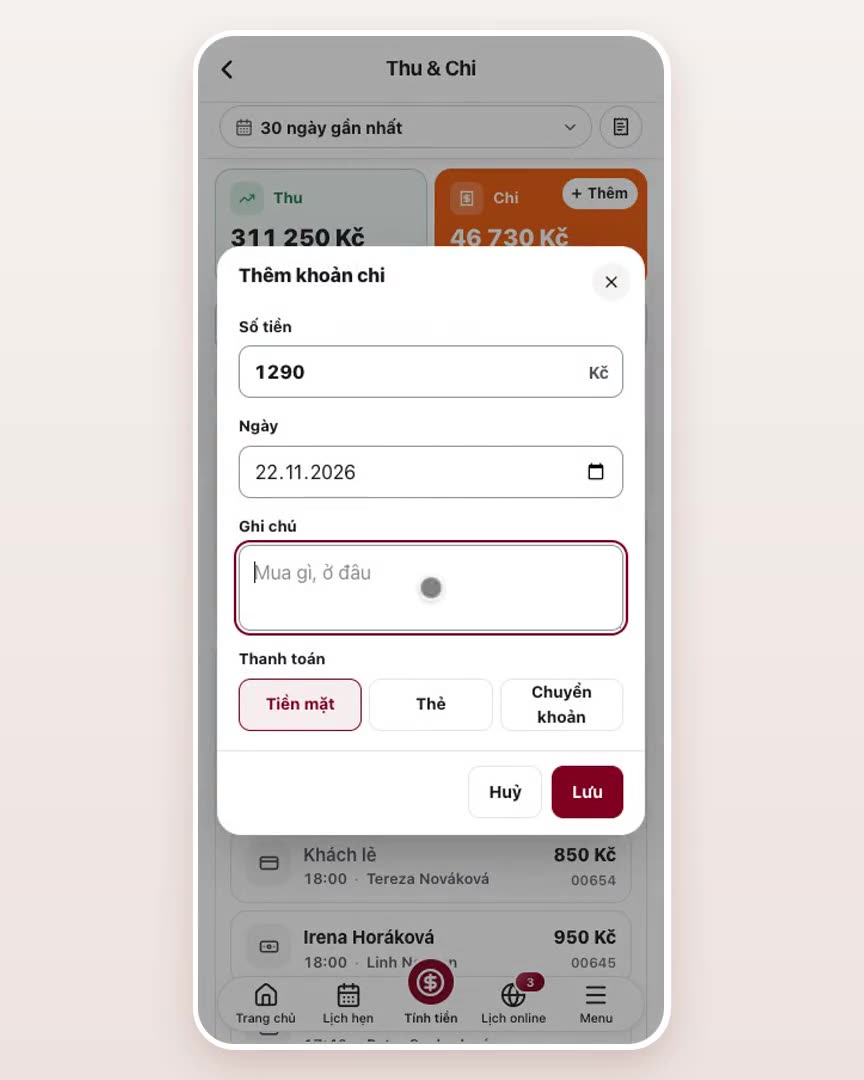 Thu & Chi
30 ngày gần nhất
Thu
Chi
+ Thêm
311 250 Kč
46 730 Kč
Thêm khoản chi
Số tiền
1290
Kč
Ngày
22.11.2026
Ghi chú
Mua gì, ở đâu
Thanh toán
Tiền mặt
Thẻ
Chuyển
khoản
Huỷ
Lưu
Khách lẻ
850 Kč
18:00 · Tereza Nováková
00654
Irena Horáková
950 Kč
18:00 · Linh
00645
3
Trang chủ
Lịch hẹn
Tính tiền
Lịch online
Menu